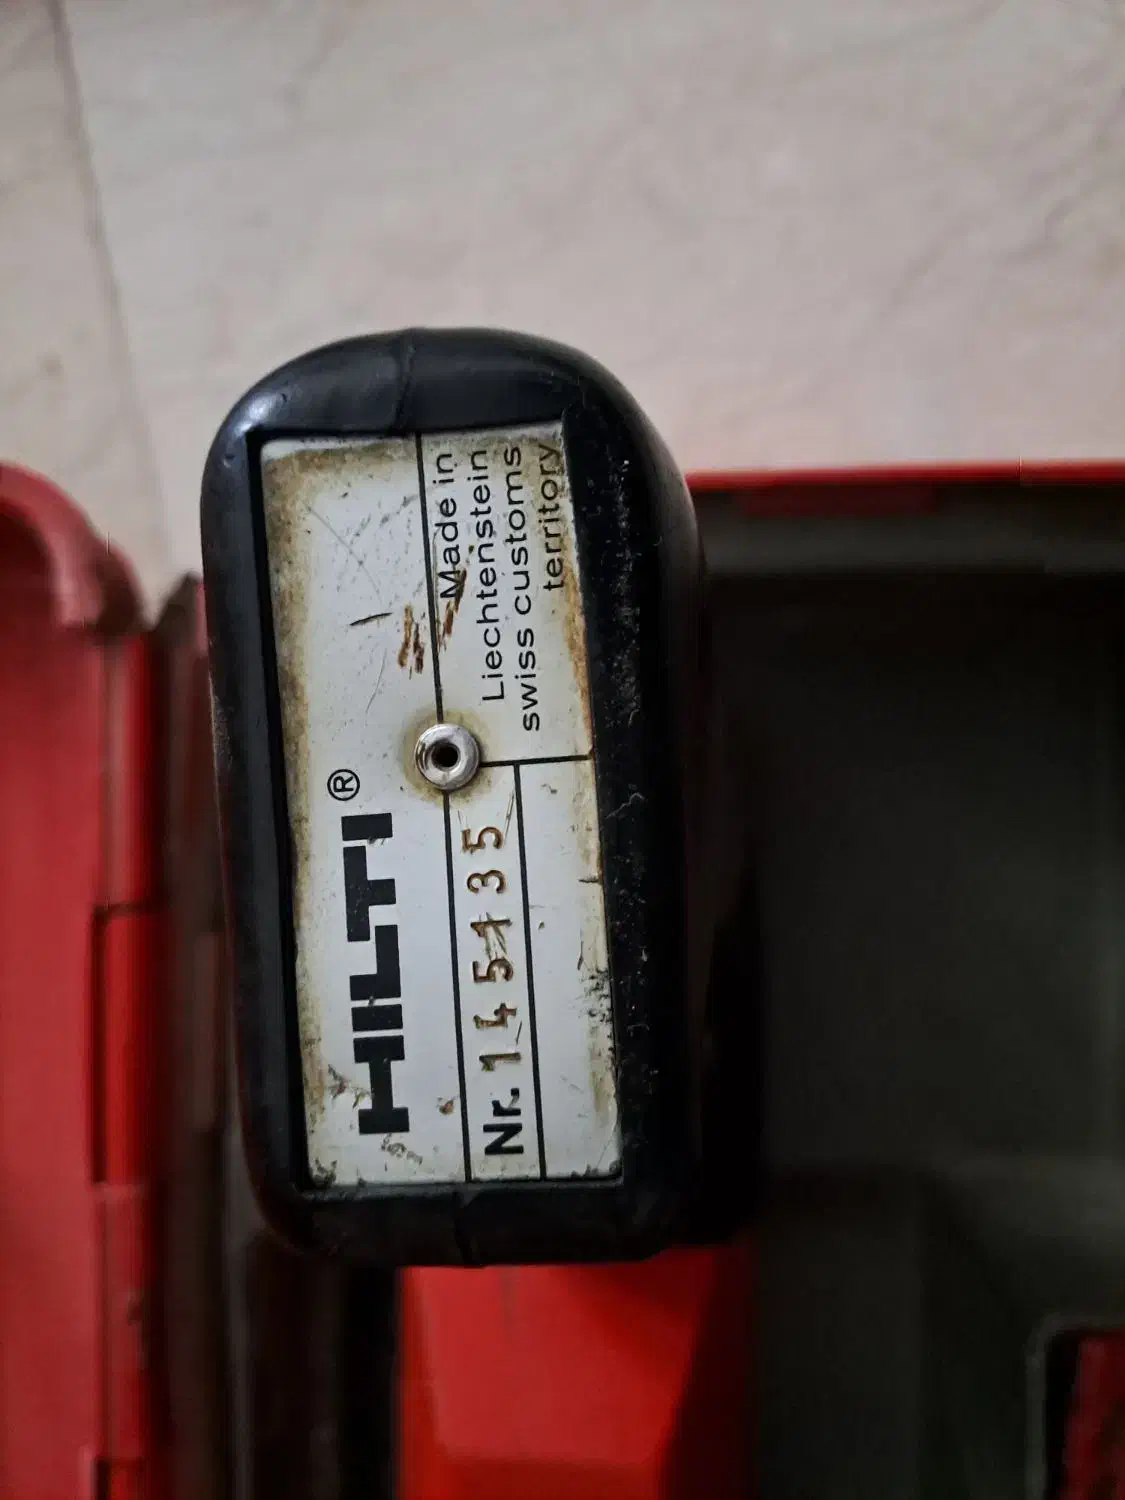 HILTI®
Nr. 145135
Made in
Liechtenstein
swiss customs
territory